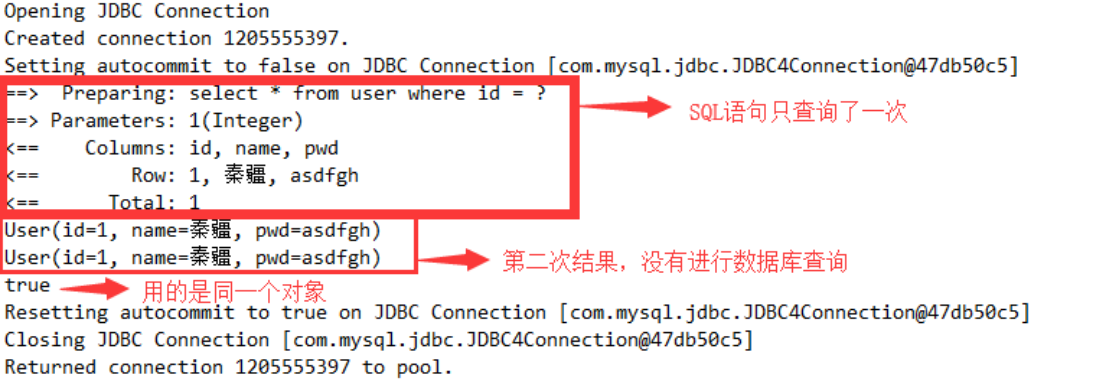 Opening JDBC Connection
Created connection 1205555397.
Setting autocommit to false on JDBC Connection [com.mysql.jdbc.JDBC4Connection@47db50c5]
==>  Preparing: select * from user where id = ?
SQL语句只查询了一次
==> Parameters: 1(Integer)
<==    Columns: id, name, pwd
<==        Row: 1, 秦疆, asdfgh
<==      Total: 1
User(id=1, name=秦疆, pwd=asdfgh)
User(id=1, name=秦疆, pwd=asdfgh)
第二次结果，没有进行数据库查询
true
用的是同一个对象
Resetting autocommit to true on JDBC Connection [com.mysql.jdbc.JDBC4Connection@47db50c5]
Closing JDBC Connection [com.mysql.jdbc.JDBC4Connection@47db50c5]
Returned connection 1205555397 to pool.